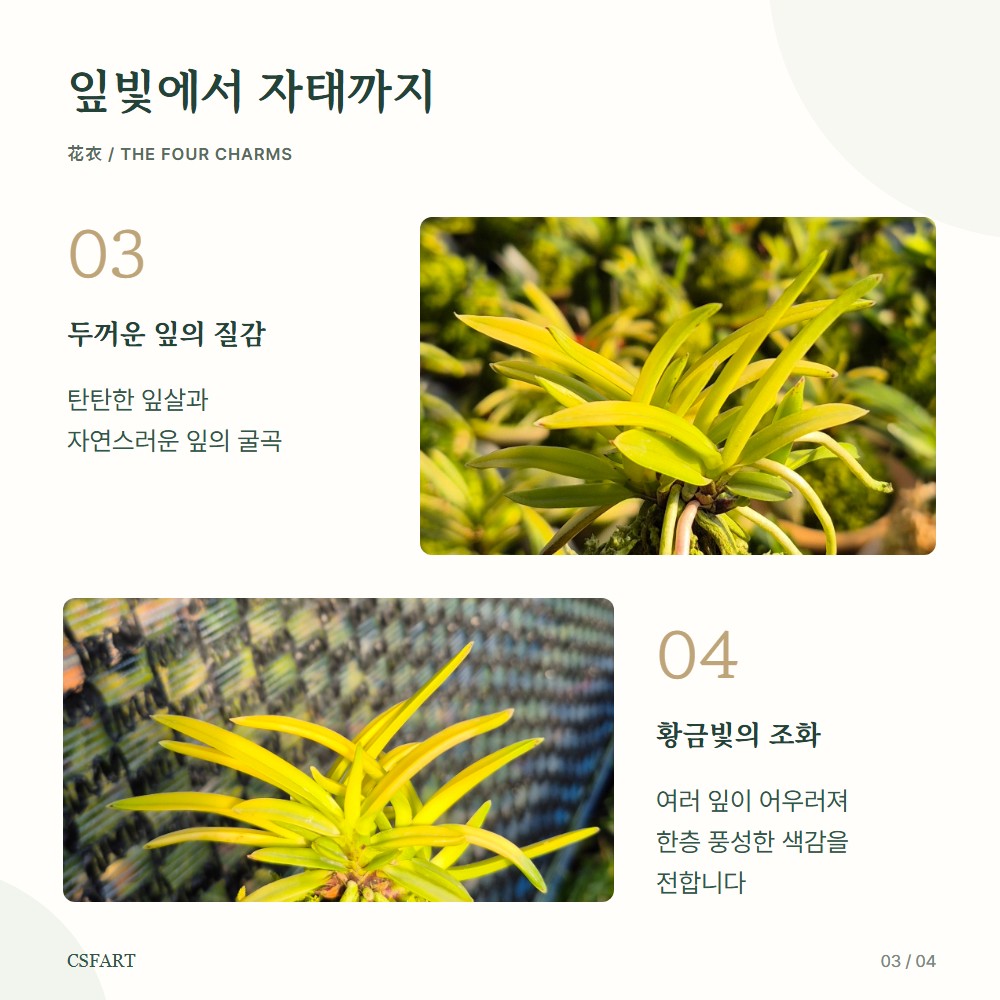 잎빛에서 자태까지
花衣 / THE FOUR CHARMS
03
두꺼운 잎의 질감
탄탄한 잎살과
자연스러운 잎의 굴곡
04
황금빛의 조화
여러 잎이 어우러져
한층 풍성한 색감을
전합니다
CSFART
03 / 04